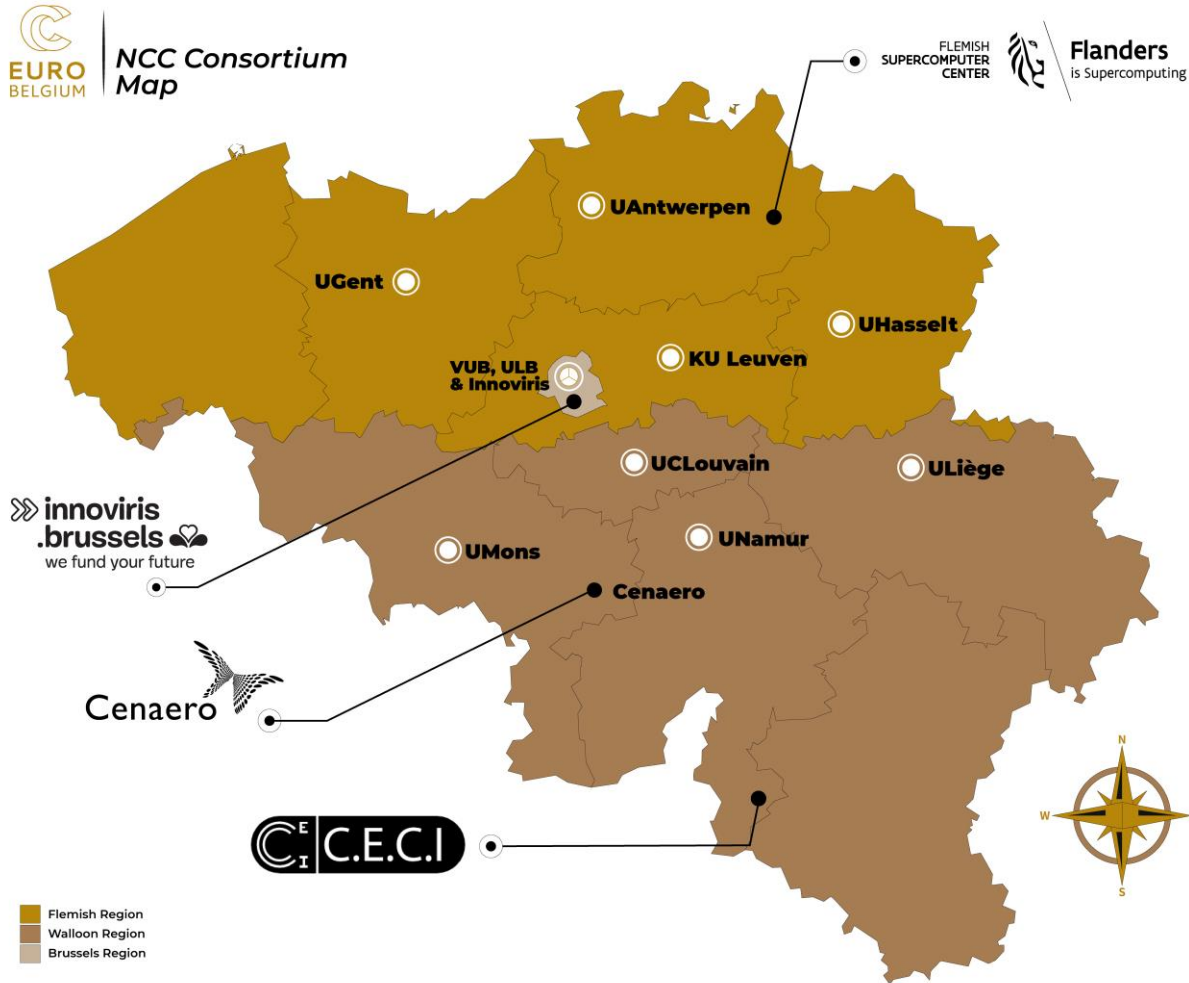 EURO
BELGIUM
NCC Consortium
Map
FLEMISH
SUPERCOMPUTER
CENTER
Flanders
is Supercomputing
UAntwerpen
UGent
UHasselt
KU Leuven
VUB, ULB
& Innoviris
UCLouvain
ULiège
innoviris
.brussels
we fund your future
UMons
UNamur
Cenaero
Cenaero
N
W
S
C E
C I
C.E.C.I
Flemish Region
Walloon Region
Brussels Region